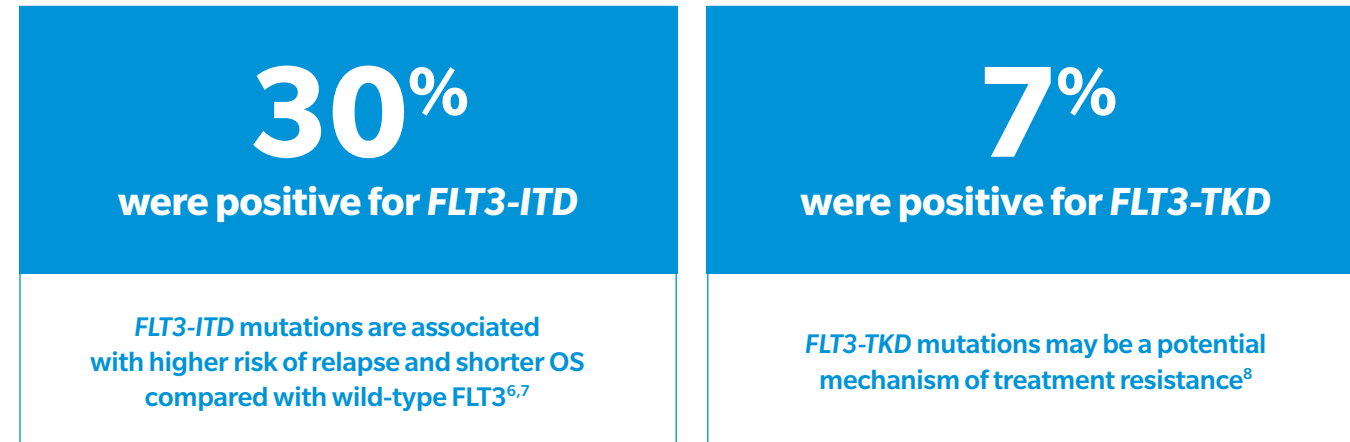 30%
were positive for FLT3-ITD
FLT3-ITD mutations are associated
with higher risk of relapse and shorter OS
compared with wild-type FLT3⁶,⁷
7%
were positive for FLT3-TKD
FLT3-TKD mutations may be a potential
mechanism of treatment resistance⁸